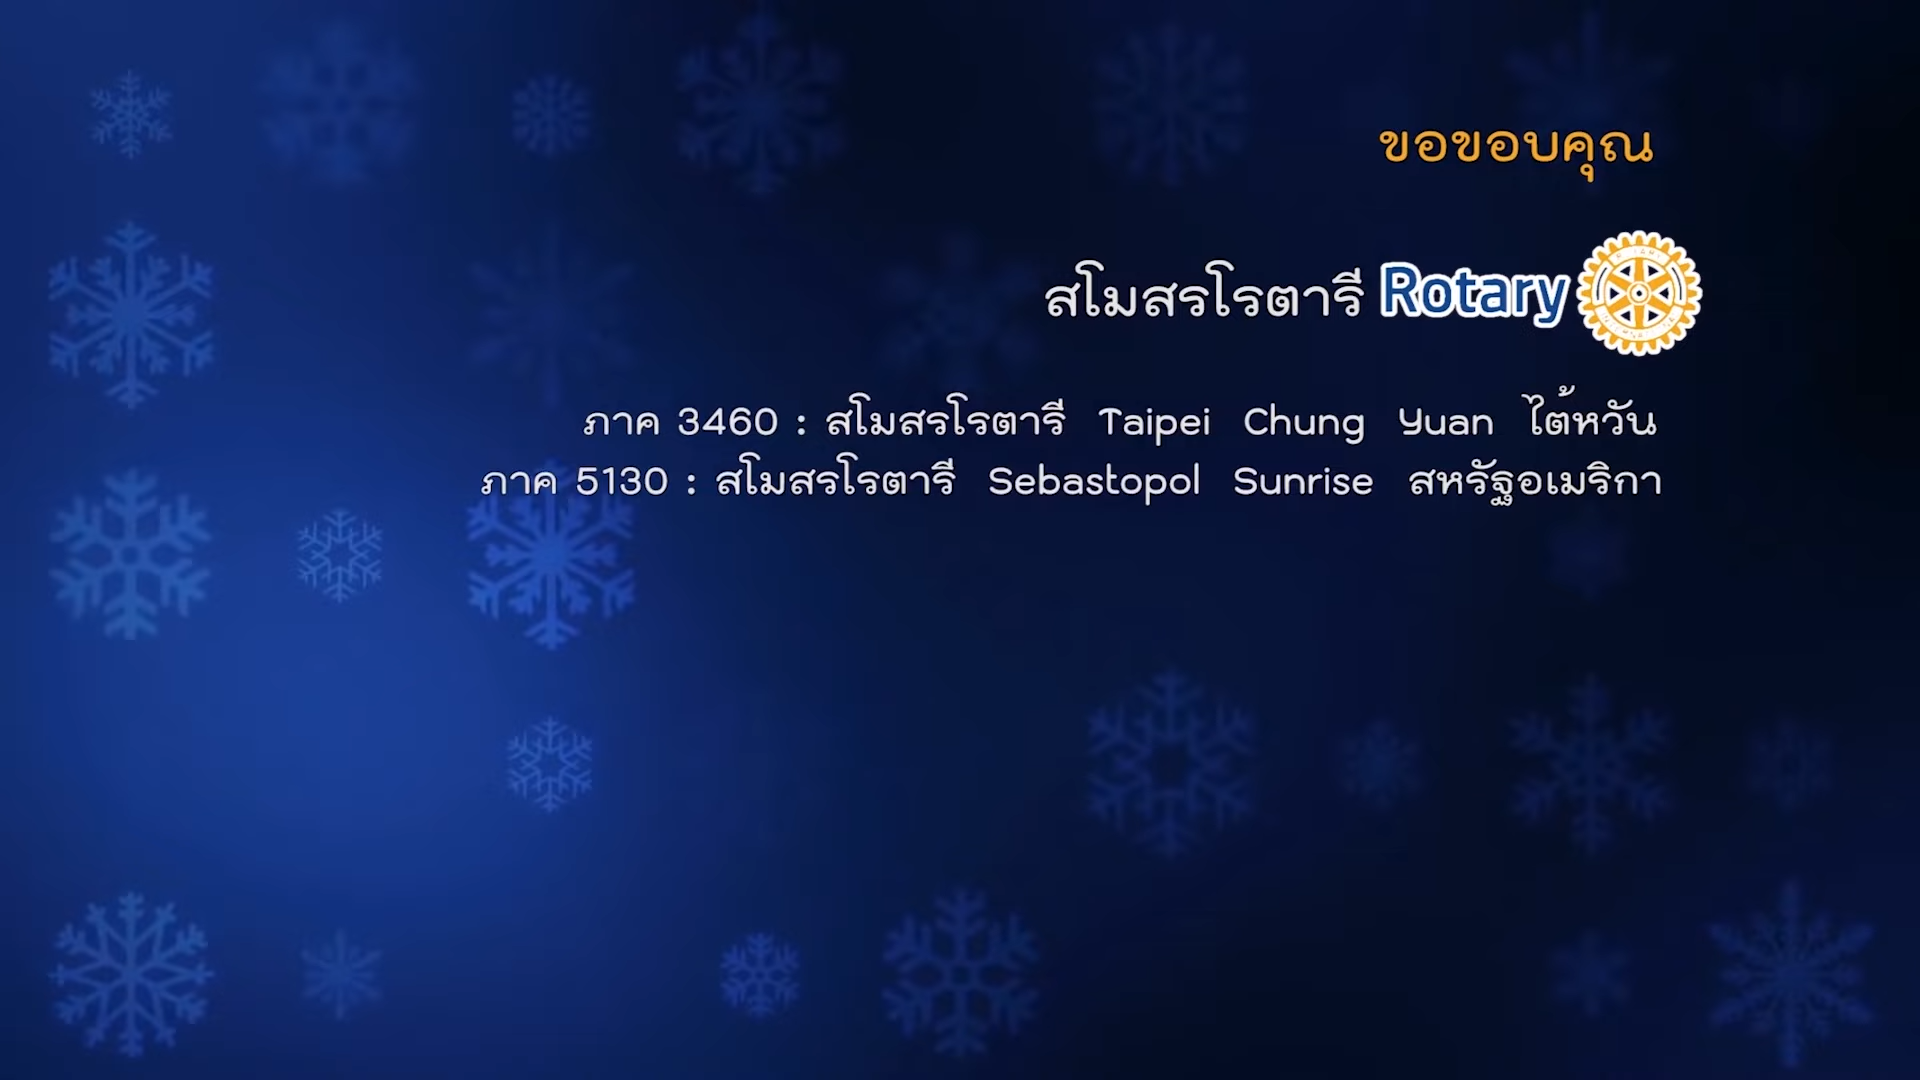 ขอขอบคุณ
สโมสรโรตารี Rotary
ภาค 3460 : สโมสรโรตารี Taipei Chung Yuan ไต้หวัน
ภาค 5130 : สโมสรโรตารี Sebastopol Sunrise สหรัฐอเมริกา